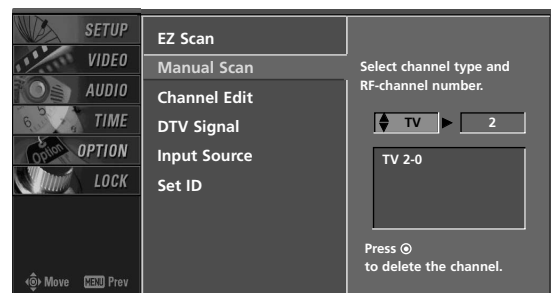 SETUP
VIDEO
AUDIO
TIME
OPTION
LOCK
Move MENU Prev
EZ Scan
Manual Scan
Channel Edit
DTV Signal
Input Source
Set ID
Select channel type and
RF-channel number.
TV 2
TV 2-0
Press
to delete the channel.